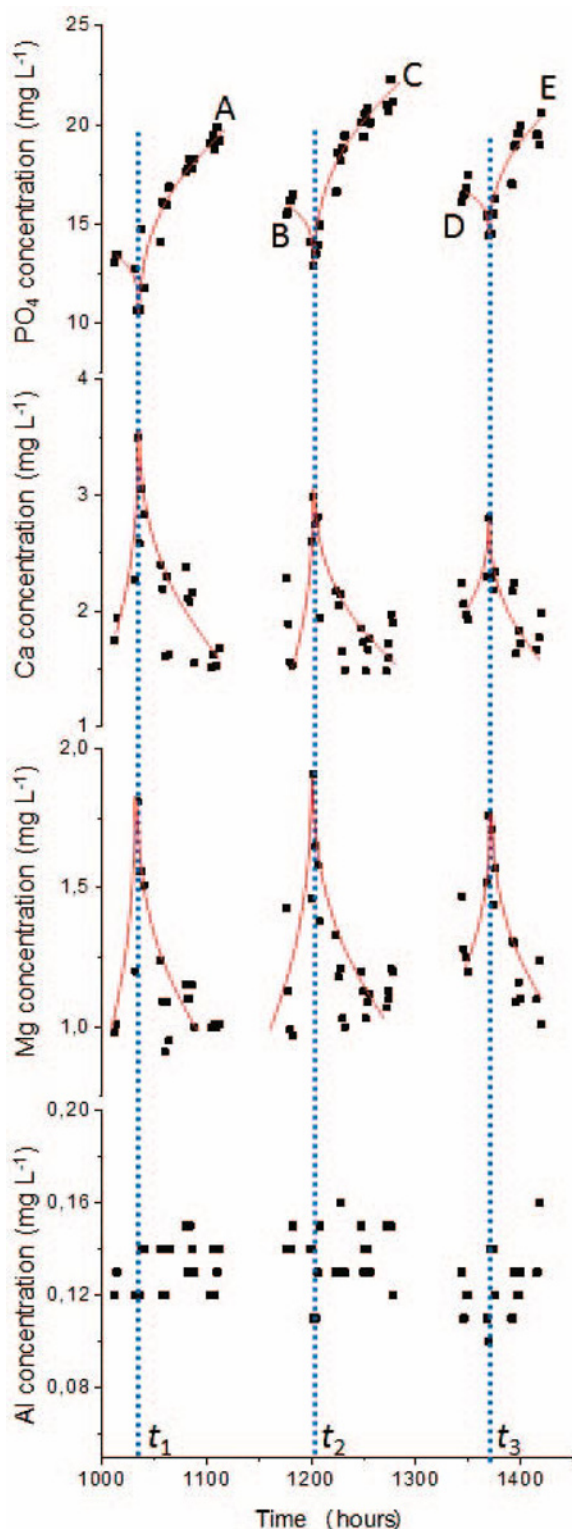 PO4 concentration (mg L-1)
25
20
15
10
A
B
C
D
E
Ca concentration (mg L-1)
4
3
2
1
Mg concentration (mg L-1)
2,0
1,5
1,0
Al concentration (mg L-1)
0,20
0,16
0,12
0,08
t1
t2
t3
1000 1100 1200 1300 1400
Time (hours)